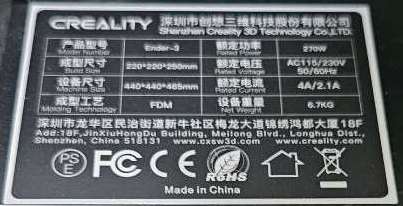 CREALITY 深圳市创想三维科技股份有限公司
Shenzhen Creality 3D Technology Co.,LTD.
产品型号 Ender-3 额定功率 270W
Model Number Rated Power
成型尺寸 220*220*250mm 额定电压 AC115/230V
Build Size Rated Voltage 50/60Hz
设备尺寸 440*440*465mm 额定电流 4A/2.1A
Machine Size Rated Current
成型工艺 FDM 设备重量 6.7KG
Molding Technology Net Weight
深圳市龙华区民治街道新牛社区梅龙大道锦绣鸿都大厦18F
Add:18F,JinXiuHongDu Building, Meilong Blvd., Longhua Dist.,
Shenzhen, China 518131 www.cxsw3d.com www.creality.com
PS E FC CE RoHS
Made in China